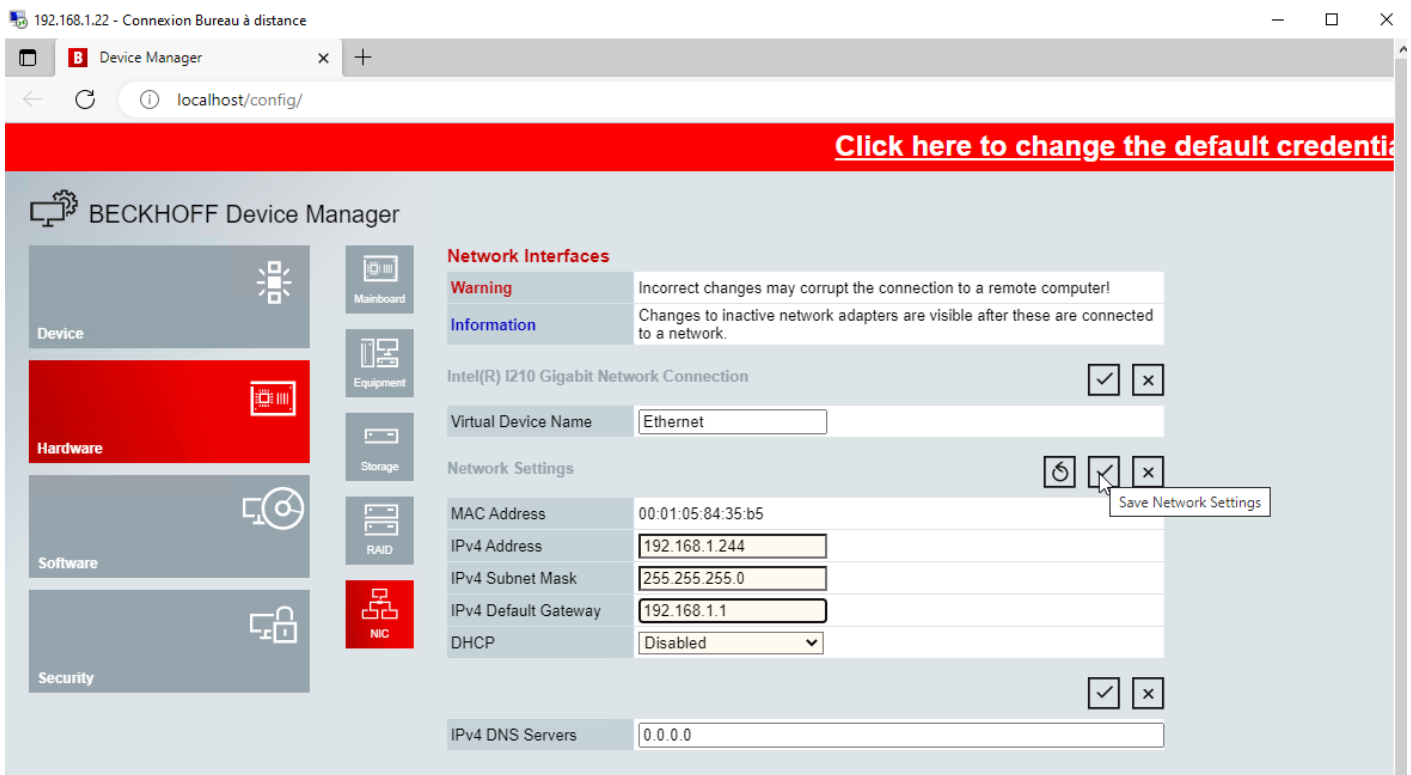 192.168.1.22 - Connexion Bureau à distance
B Device Manager
localhost/config/
Click here to change the default credentia
BECKHOFF Device Manager
Device
Hardware
Software
Security
Mainboard
Equipment
Storage
RAID
NIC
Network Interfaces
Warning Incorrect changes may corrupt the connection to a remote computer!
Information Changes to inactive network adapters are visible after these are connected
to a network.
Intel(R) I210 Gigabit Network Connection
Virtual Device Name Ethernet
Network Settings
Save Network Settings
MAC Address 00:01:05:84:35:b5
IPv4 Address 192.168.1.244
IPv4 Subnet Mask 255.255.255.0
IPv4 Default Gateway 192.168.1.1
DHCP Disabled
IPv4 DNS Servers 0.0.0.0